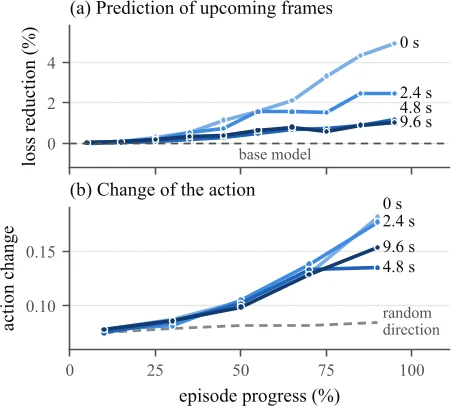 (a) Prediction of upcoming frames
loss reduction (%)
4
2
0
0 s
2.4 s
4.8 s
9.6 s
base model
(b) Change of the action
action change
0.15
0.10
0 s
2.4 s
9.6 s
4.8 s
random
direction
0
25
50
75
100
episode progress (%)